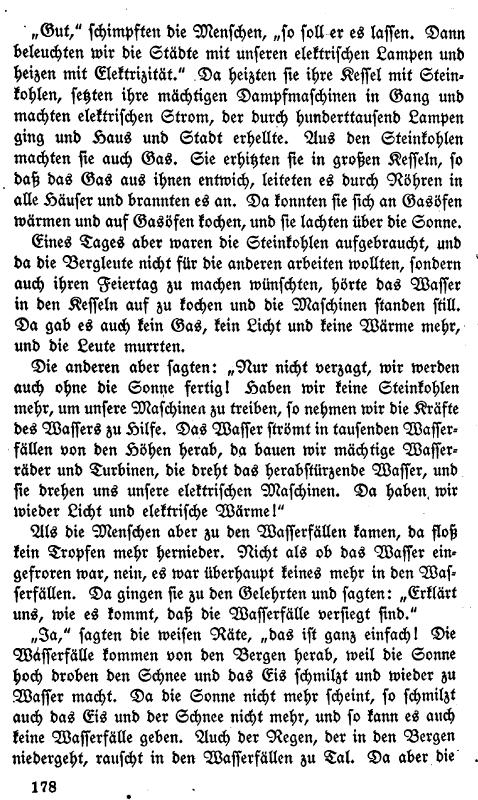 „Gut,“ schimpften die Menschen, „so soll er es lassen. Dann
beleuchten wir die Städte mit unseren elektrischen Lampen und
heizen mit Elektrizität.“ Da heizten sie ihre Kessel mit Stein-
kohlen, setzten ihre mächtigen Dampfmaschinen in Gang und
machten elektrischen Strom, der durch hunderttausend Lampen
ging und Haus und Stadt erhellte. Aus den Steinkohlen
machten sie auch Gas. Sie erhitzten sie in großen Kesseln, so
daß das Gas aus ihnen entwich, leiteten es durch Röhren in
alle Häuser und brannten es an. Da konnten sie sich an Gasöfen
wärmen und auf Gasöfen kochen, und sie lachten über die Sonne.
Eines Tages aber waren die Steinkohlen aufgebraucht, und
da die Bergleute nicht für die anderen arbeiten wollten, sondern
auch ihren Feiertag zu machen wünschten, hörte das Wasser
in den Kesseln auf zu kochen und die Maschinen standen still.
Da gab es auch kein Gas, kein Licht und keine Wärme mehr,
und die Leute murrten.
Die anderen aber sagten: „Nur nicht verzagt, wir werden
auch ohne die Sonne fertig! Haben wir keine Steinkohlen
mehr, um unsere Maschinen zu treiben, so nehmen wir die Kräfte
des Wassers zu Hilfe. Das Wasser strömt in tausenden Wasser-
fällen von den Höhen herab, da bauen wir mächtige Wasser-
räder und Turbinen, die dreht das herabstürzende Wasser, und
sie drehen uns unsere elektrischen Maschinen. Da haben wir
wieder Licht und elektrische Wärme!“
Als die Menschen aber zu den Wasserfällen kamen, da floß
kein Tropfen mehr hernieder. Nicht als ob das Wasser ein-
gefroren war, nein, es war überhaupt keines mehr in den Was-
serfällen. Da gingen sie zu den Gelehrten und sagten: „Erklärt
uns, wie es kommt, daß die Wasserfälle versiegt sind.“
„Ja,“ sagten die weisen Räte, „das ist ganz einfach! Die
Wasserfälle kommen von den Bergen herab, weil die Sonne
hoch droben den Schnee und das Eis schmilzt und wieder zu
Wasser macht. Da die Sonne nicht mehr scheint, so schmilzt
auch das Eis und der Schnee nicht mehr, und so kann es auch
keine Wasserfälle geben. Auch der Regen, der in den Bergen
niedergeht, rauscht in den Wasserfällen zu Tal. Da aber die
178